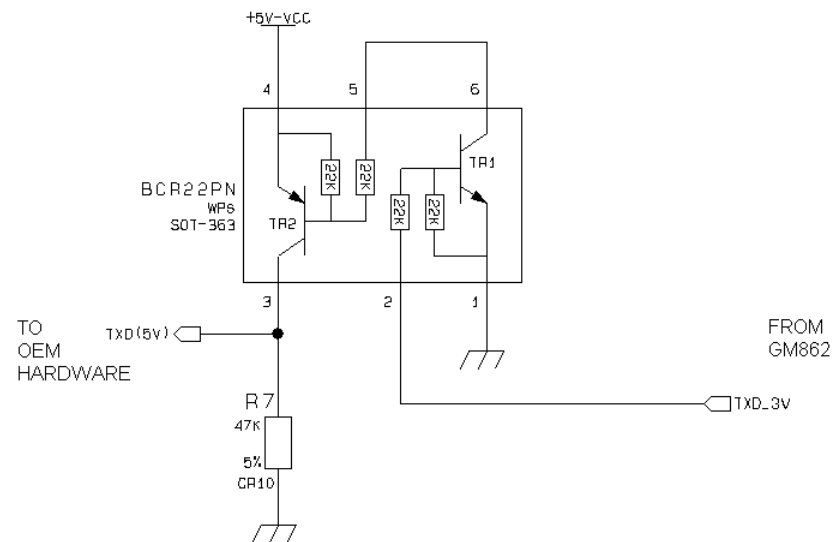 +5V-VCC
4
5
6
22K
22K
TR1
BCR22PN
WP6
SOT-363
TR2
22K
22K
3
2
1
TO
OEM
HARDWARE
TXD(5V)
FROM
GM862
R7
47K
5%
CR10
TXD_3V